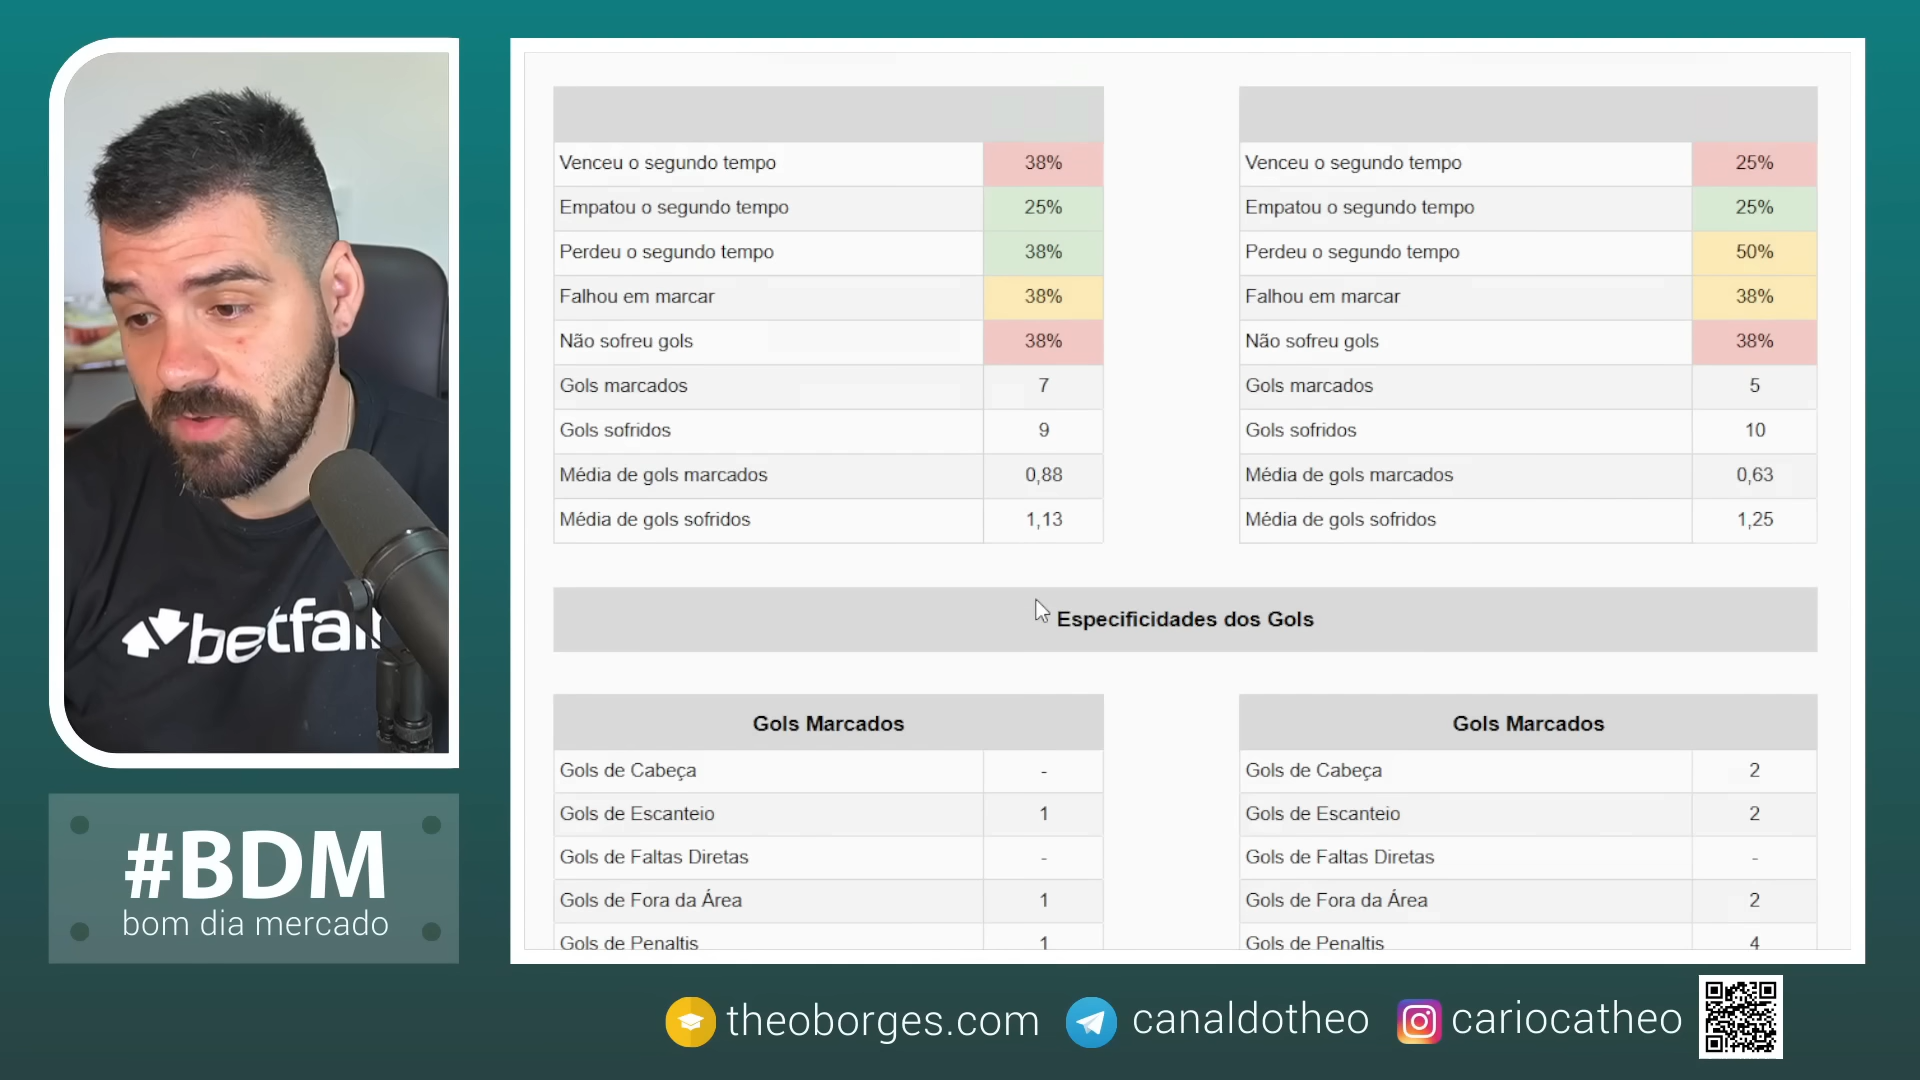 Venceu o segundo tempo 38%
Empatou o segundo tempo 25%
Perdeu o segundo tempo 38%
Falhou em marcar 38%
Não sofreu gols 38%
Gols marcados 7
Gols sofridos 9
Média de gols marcados 0,88
Média de gols sofridos 1,13
Venceu o segundo tempo 25%
Empatou o segundo tempo 25%
Perdeu o segundo tempo 50%
Falhou em marcar 38%
Não sofreu gols 38%
Gols marcados 5
Gols sofridos 10
Média de gols marcados 0,63
Média de gols sofridos 1,25
Especificidades dos Gols
Gols Marcados
Gols de Cabeça -
Gols de Escanteio 1
Gols de Faltas Diretas -
Gols de Fora da Área 1
Gols de Penaltis 1
Gols Marcados
Gols de Cabeça 2
Gols de Escanteio 2
Gols de Faltas Diretas -
Gols de Fora da Área 2
Gols de Penaltis 4
betfair
#BDM
bom dia mercado
theoborges.com
canaldotheo
cariocatheo